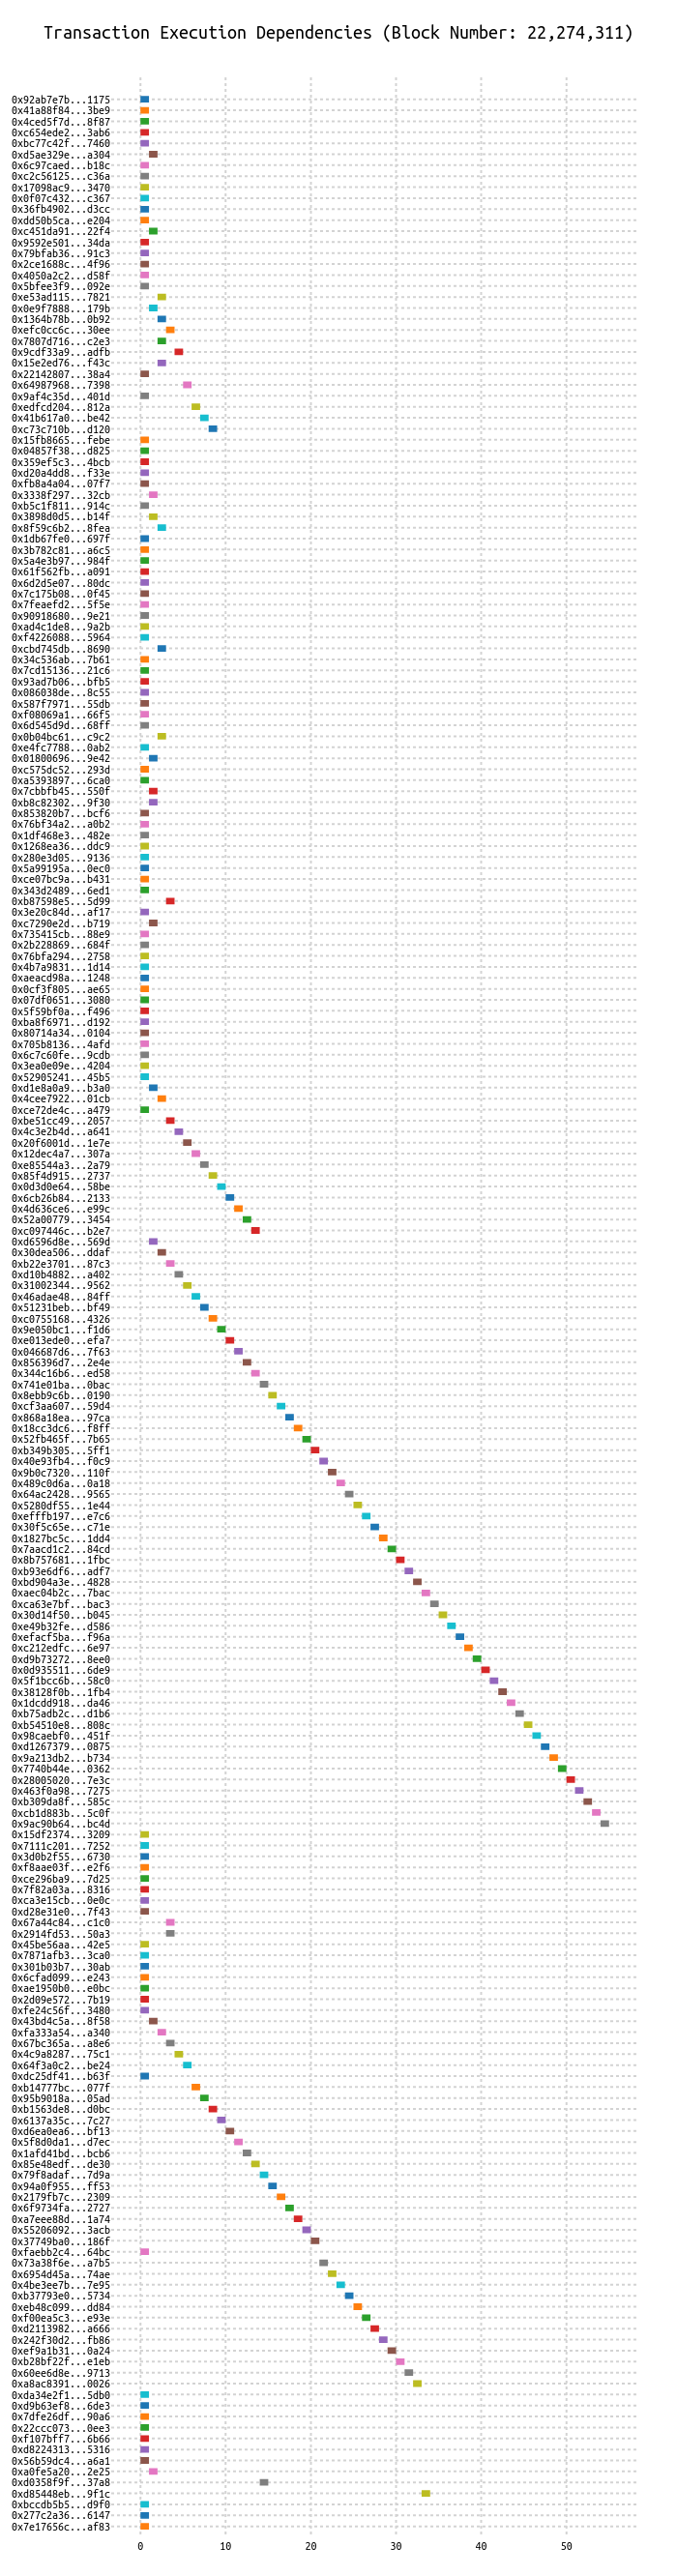 Transaction Execution Dependencies (Block Number: 22,274,311)
0x92ab7e7b...1175
0x41a88f84...3be9
0x4ced5f7d...8f87
0xc654ede2...3ab6
0xbc77c42f...7460
0xd5ae329e...a304
0x6c97caed...b18c
0xc2c56125...c36a
0x17098ac9...3470
0x0f07c432...c367
0x36fb4902...d3cc
0xdd50b5ca...e204
0xc451da91...22f4
0x9592e501...34da
0x79bfab36...91c3
0x2ce1688c...4f96
0x4050a2c2...d58f
0x5bfee3f9...092e
0xe53ad115...7821
0x0e9f7888...179b
0x1364b78b...0b92
0xefc0cc6c...30ee
0x7807d716...c2e3
0x9cdf33a9...adfb
0x15e2ed76...f43c
0x22142807...38a4
0x64987968...7398
0x9af4c35d...401d
0xedfcd204...812a
0x41b617a0...be42
0xc73c710b...d120
0x15fb8665...febe
0x04857f38...d825
0x359ef5c3...4bcb
0xd20a4dd8...f33e
0xfb8a4a04...07f7
0x3338f297...32cb
0xb5c1f811...914c
0x3898d0d5...b14f
0x8f59c6b2...8fea
0x1db67fe0...697f
0x3b782c81...a6c5
0x5a4e3b97...984f
0x61f562fb...a091
0x6d2d5e07...80dc
0x7c175b08...0f45
0x7feaefd2...5f5e
0x90918680...9e21
0xad4c1de8...9a2b
0xf4226088...5964
0xcbd745db...8690
0x34c536ab...7b61
0x7cd15136...21c6
0x93ad7b06...bfb5
0x086038de...8c55
0x587f7971...55db
0xf08069a1...66f5
0x6d545d9d...68ff
0x0b04bc61...c9c2
0xe4fc7788...0ab2
0x01800696...9e42
0xc575dc52...293d
0xa5393897...6ca0
0x7cbbfb45...550f
0xb8c82302...9f30
0x853820b7...bcf6
0x76bf34a2...a0b2
0x1df468e3...482e
0x1268ea36...ddc9
0x280e3d05...9136
0x5a99195a...0ec0
0xce07bc9a...b431
0x343d2489...6ed1
0xb87598e5...5d99
0x3e20c84d...af17
0xc7290e2d...b719
0x735415cb...88e9
0x2b228869...684f
0x76bfa294...2758
0x4b7a9831...1d14
0xaeacd98a...1248
0x0cf3f805...ae65
0x07df0651...3080
0x5f59bf0a...f496
0xba8f6971...d192
0x80714a34...0104
0x705b8136...4afd
0x6c7c60fe...9cdb
0x3ea0e09e...4204
0x52905241...45b5
0xd1e8a0a9...b3a0
0x4cee7922...01cb
0xce72de4c...a479
0xbe51cc49...2057
0x4c3e2b4d...a641
0x20f6001d...1e7e
0x12dec4a7...307a
0xe85544a3...2a79
0x85f4d915...2737
0x0d3d0e64...58be
0x6cb26b84...2133
0x4d636ce6...e99c
0x52a00779...3454
0xc097446c...b2e7
0xd6596d8e...569d
0x30dea506...ddaf
0xb22e3701...87c3
0xd10b4882...a402
0x31002344...9562
0x46adae48...84ff
0x51231beb...bf49
0xc0755168...4326
0x9e050bc1...f1d6
0xe013ede0...efa7
0x046687d6...7f63
0x856396d7...2e4e
0x344c16b6...ed58
0x741e01ba...0bac
0x8ebb9c6b...0190
0xcf3aa607...59d4
0x868a18ea...97ca
0x18cc3dc6...f8ff
0x52fb465f...7b65
0xb349b305...5ff1
0x40e93fb4...f0c9
0x9b0c7320...110f
0x489c0d6a...0a18
0x64ac2428...9565
0x5280df55...1e44
0xefffb197...e7c6
0x30f5c65e...c71e
0x1827bc5c...1dd4
0x7aacd1c2...84cd
0x8b757681...1fbc
0xb93e6df6...adf7
0xbd904a3e...4828
0xaec04b2c...7bac
0xca63e7bf...bac3
0x30d14f50...b045
0xe49b32fe...d586
0xefacf5ba...f96a
0xc212edfc...6e97
0xd9b73272...8ee0
0x0d935511...6de9
0x5f1bcc6b...58c0
0x38128f0b...1fb4
0x1dcdd918...da46
0xb75adb2c...d1b6
0xb54510e8...808c
0x98caebf0...451f
0xd1267379...0875
0x9a213db2...b734
0x7740b44e...0362
0x28005020...7e3c
0x463f0a98...7275
0xb309da8f...585c
0xcb1d883b...5c0f
0x9ac90b64...bc4d
0x15df2374...3209
0x7111c201...7252
0x3d0b2f55...6730
0xf8aae03f...e2f6
0xce296ba9...7d25
0x7f82a03a...8316
0xca3e15cb...0e0c
0xd28e31e0...7f43
0x67a44c84...c1c0
0x2914fd53...50a3
0x45be56aa...42e5
0x7871afb3...3ca0
0x301b03b7...30ab
0x6cfad099...e243
0xae1950b0...e0bc
0x2d09e572...7b19
0xfe24c56f...3480
0x43bd4c5a...8f58
0xfa333a54...a340
0x67bc365a...a8e6
0x4c9a8287...75c1
0x64f3a0c2...be24
0xdc25df41...b63f
0xb14777bc...077f
0x95b9018a...05ad
0xb1563de8...d0bc
0x6137a35c...7c27
0xd6ea0ea6...bf13
0x5f8d0da1...d7ec
0x1afd41bd...bcb6
0x85e48edf...de30
0x79f8adaf...7d9a
0x94a0f955...ff53
0x2179fb7c...2309
0x6f9734fa...2727
0xa7eee88d...1a74
0x55206092...3acb
0x37749ba0...186f
0xfaebb2c4...64bc
0x73a38f6e...a7b5
0x6954d45a...74ae
0x4be3ee7b...7e95
0xb37793e0...5734
0xeb48c099...dd84
0xf00ea5c3...e93e
0xd2113982...a666
0x242f30d2...fb86
0xef9a1b31...0a24
0xb28bf22f...e1eb
0x60ee6d8e...9713
0xa8ac8391...0026
0xda34e2f1...5db0
0xd9b63ef8...6de3
0x7dfe26df...90a6
0x22ccc073...0ee3
0xf107bff7...6b66
0xd8224313...5316
0x56b59dc4...a6a1
0xa0fe5a20...2e25
0xd0358f9f...37a8
0xd85448eb...9f1c
0xbccdb5b5...d9f0
0x277c2a36...6147
0x7e17656c...af83
0 10 20 30 40 50